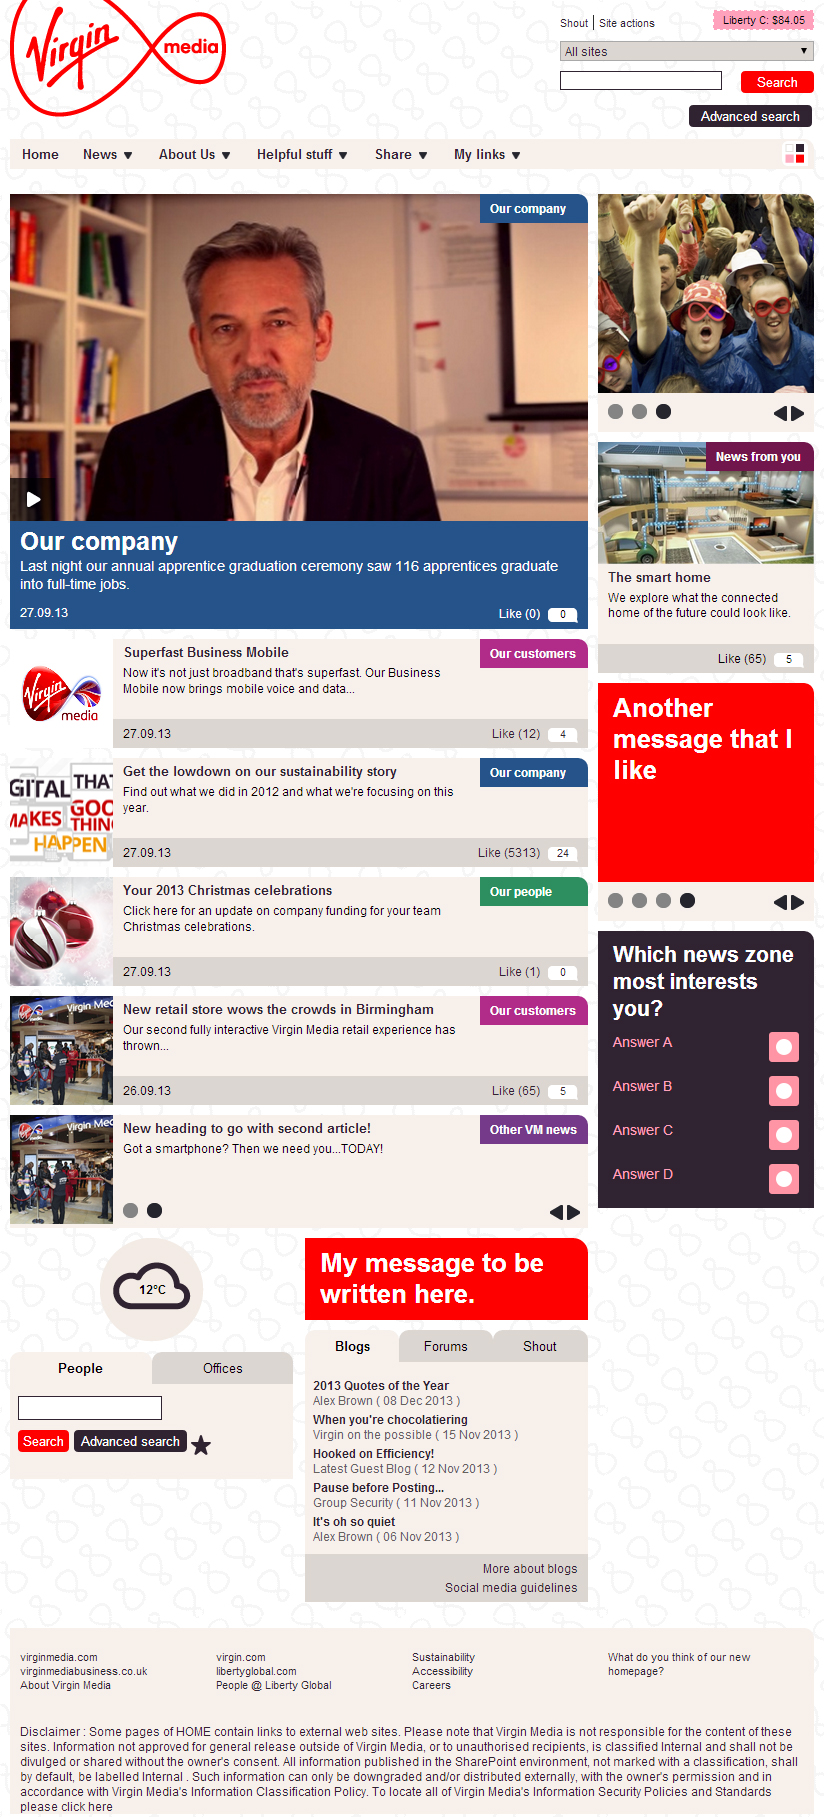 Virgin media
Shout | Site actions
Liberty C: $84.05
All sites
Search
Advanced search
Home News About Us Helpful stuff Share My links
Our company
Our company
Last night our annual apprentice graduation ceremony saw 116 apprentices graduate
into full-time jobs.
27.09.13 Like (0) 0
Superfast Business Mobile
Our customers
Now it's not just broadband that's superfast. Our Business
Mobile now brings mobile voice and data...
27.09.13 Like (12) 4
Virgin media
Get the lowdown on our sustainability story
Our company
Find out what we did in 2012 and what we're focusing on this
year.
27.09.13 Like (5313) 24
GITAL THA
MAKES GOO
THING
HAPPEN
Your 2013 Christmas celebrations
Our people
Click here for an update on company funding for your team
Christmas celebrations.
27.09.13 Like (1) 0
New retail store wows the crowds in Birmingham
Our customers
Our second fully interactive Virgin Media retail experience has
thrown...
26.09.13 Like (65) 5
Virgin Me
New heading to go with second article!
Other VM news
Got a smartphone? Then we need you...TODAY!
Virgin Me
News from you
The smart home
We explore what the connected
home of the future could look like.
Like (65) 5
Another
message that I
like
Which news zone
most interests
you?
Answer A
Answer B
Answer C
Answer D
12°C
People Offices
Search Advanced search
My message to be
written here.
Blogs Forums Shout
2013 Quotes of the Year
Alex Brown ( 08 Dec 2013 )
When you're chocolatiering
Virgin on the possible ( 15 Nov 2013 )
Hooked on Efficiency!
Latest Guest Blog ( 12 Nov 2013 )
Pause before Posting...
Group Security ( 11 Nov 2013 )
It's oh so quiet
Alex Brown ( 06 Nov 2013 )
More about blogs
Social media guidelines
virginmedia.com
virginmediabusiness.co.uk
About Virgin Media
virgin.com
libertyglobal.com
People @ Liberty Global
Sustainability
Accessibility
Careers
What do you think of our new
homepage?
Disclaimer : Some pages of HOME contain links to external web sites. Please note that Virgin Media is not responsible for the content of these
sites. Information not approved for general release outside of Virgin Media, or to unauthorised recipients, is classified Internal and shall not be
divulged or shared without the owner's consent. All information published in the SharePoint environment, not marked with a classification, shall
by default, be labelled Internal . Such information can only be downgraded and/or distributed externally, with the owner's permission and in
accordance with Virgin Media's Information Classification Policy. To locate all of Virgin Media's Information Security Policies and Standards
please click here